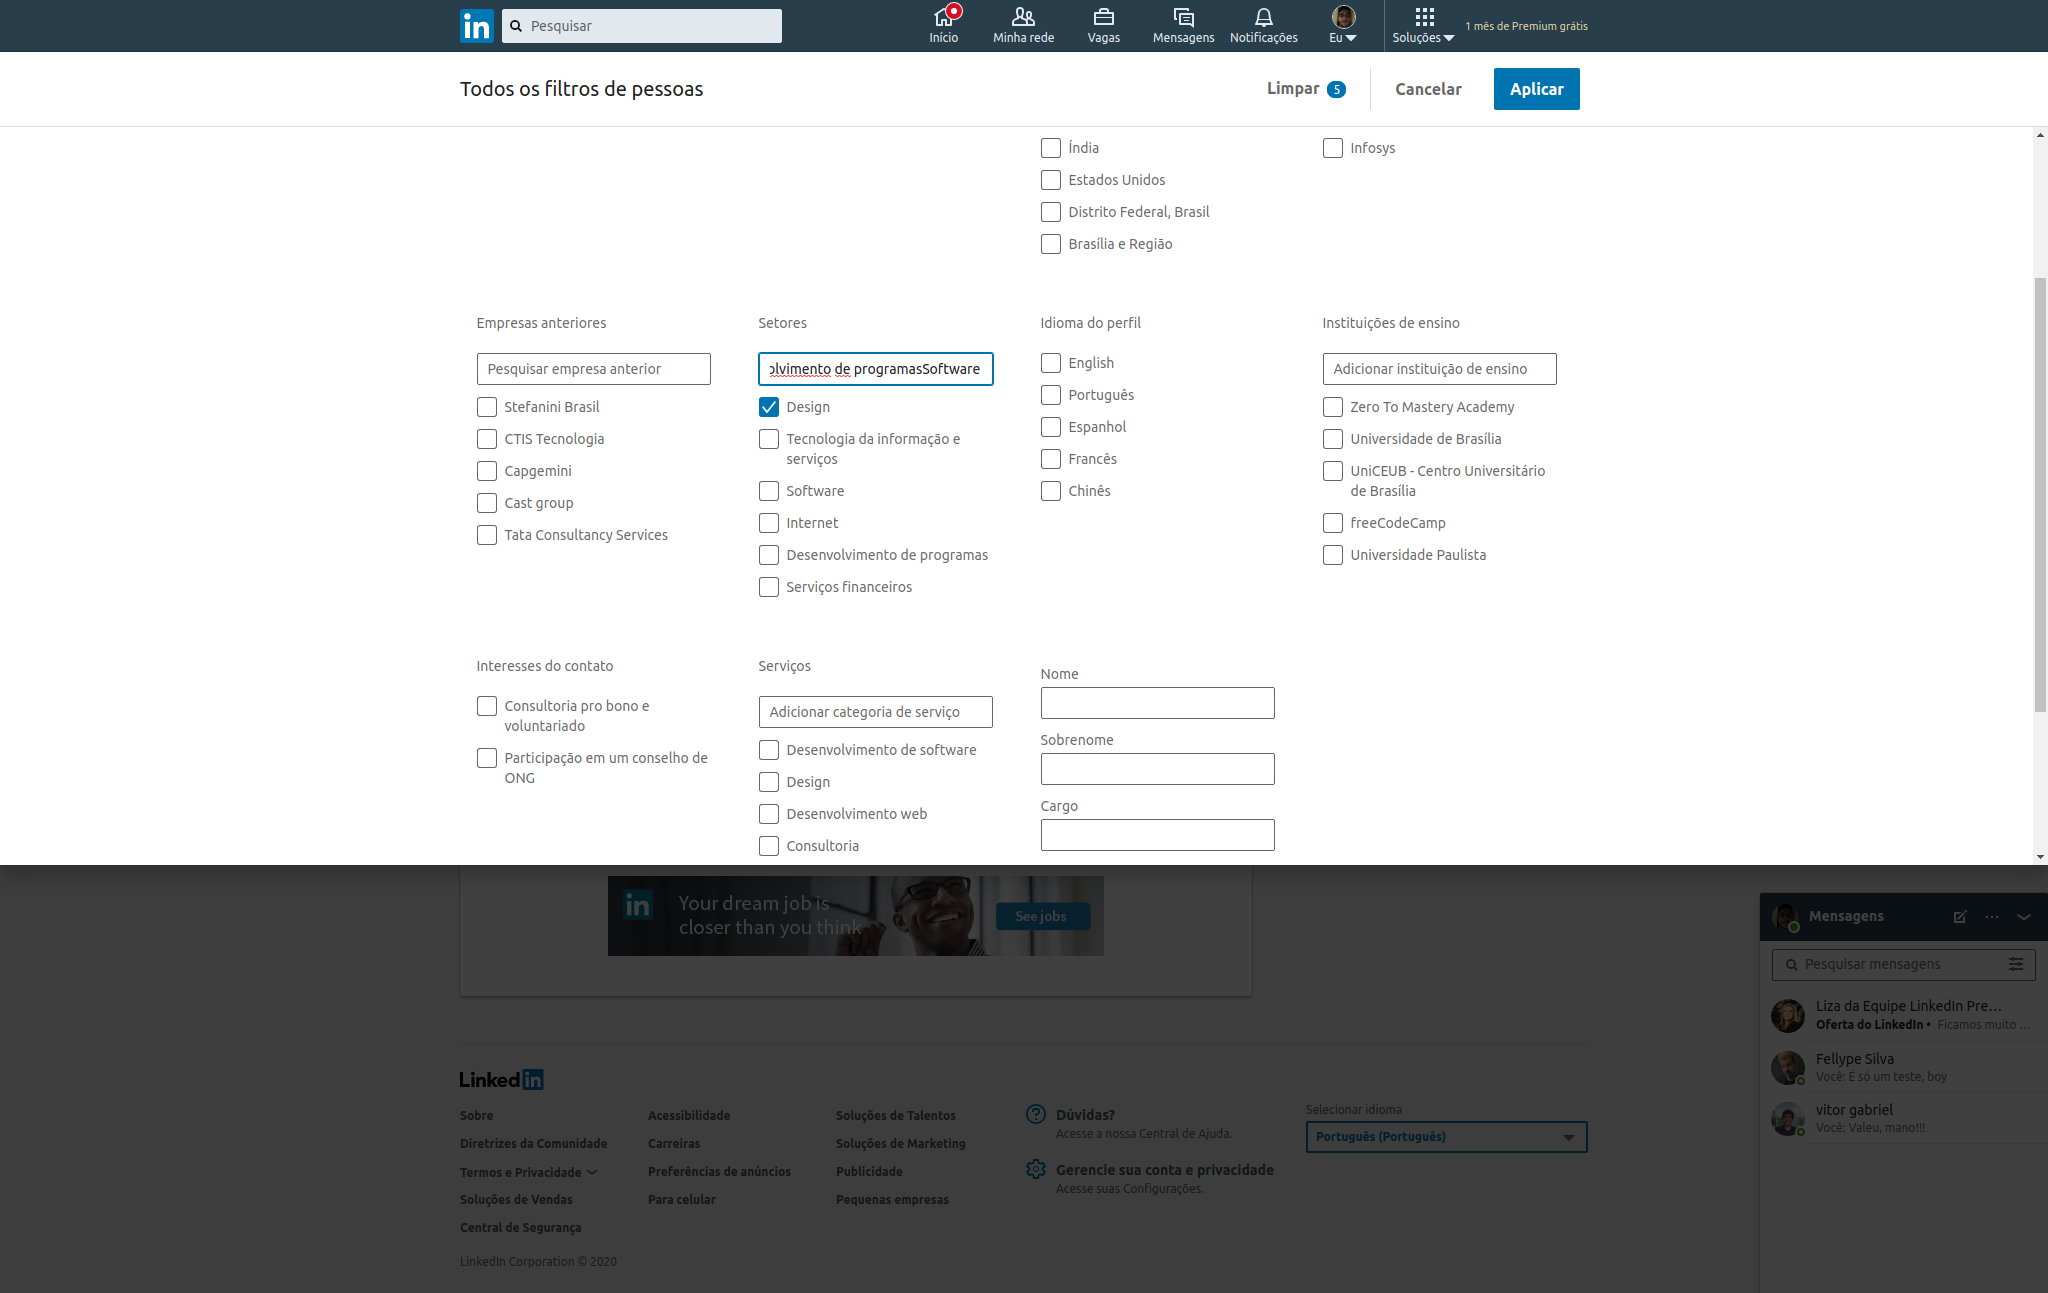 in
Pesquisar
Início
Minha rede
Vagas
Mensagens
Notificações
Eu
Soluções
1 mês de Premium grátis
Todos os filtros de pessoas
Limpar 5
Cancelar
Aplicar
Índia
Estados Unidos
Distrito Federal, Brasil
Brasília e Região
Infosys
Empresas anteriores
Pesquisar empresa anterior
Stefanini Brasil
CTIS Tecnologia
Capgemini
Cast group
Tata Consultancy Services
Setores
olvimento de programasSoftware
Design
Tecnologia da informação e
serviços
Software
Internet
Desenvolvimento de programas
Serviços financeiros
Idioma do perfil
English
Português
Espanhol
Francês
Chinês
Instituições de ensino
Adicionar instituição de ensino
Zero To Mastery Academy
Universidade de Brasília
UniCEUB - Centro Universitário
de Brasília
freeCodeCamp
Universidade Paulista
Interesses do contato
Consultoria pro bono e
voluntariado
Participação em um conselho de
ONG
Serviços
Adicionar categoria de serviço
Desenvolvimento de software
Design
Desenvolvimento web
Consultoria
Nome
Sobrenome
Cargo
in
Your dream job is
closer than you think
See jobs
Linkedin
Sobre
Diretrizes da Comunidade
Termos e Privacidade
Soluções de Vendas
Central de Segurança
Acessibilidade
Carreiras
Preferências de anúncios
Para celular
Soluções de Talentos
Soluções de Marketing
Publicidade
Pequenas empresas
Dúvidas?
Acesse a nossa Central de Ajuda.
Gerencie sua conta e privacidade
Acesse suas Configurações.
Selecionar idioma
Português (Português)
LinkedIn Corporation © 2020
Mensagens
Pesquisar mensagens
Liza da Equipe LinkedIn Pre...
Oferta do LinkedIn • Ficamos muito ...
Fellype Silva
Você: É só um teste, boy
vitor gabriel
Você: Valeu, mano!!!